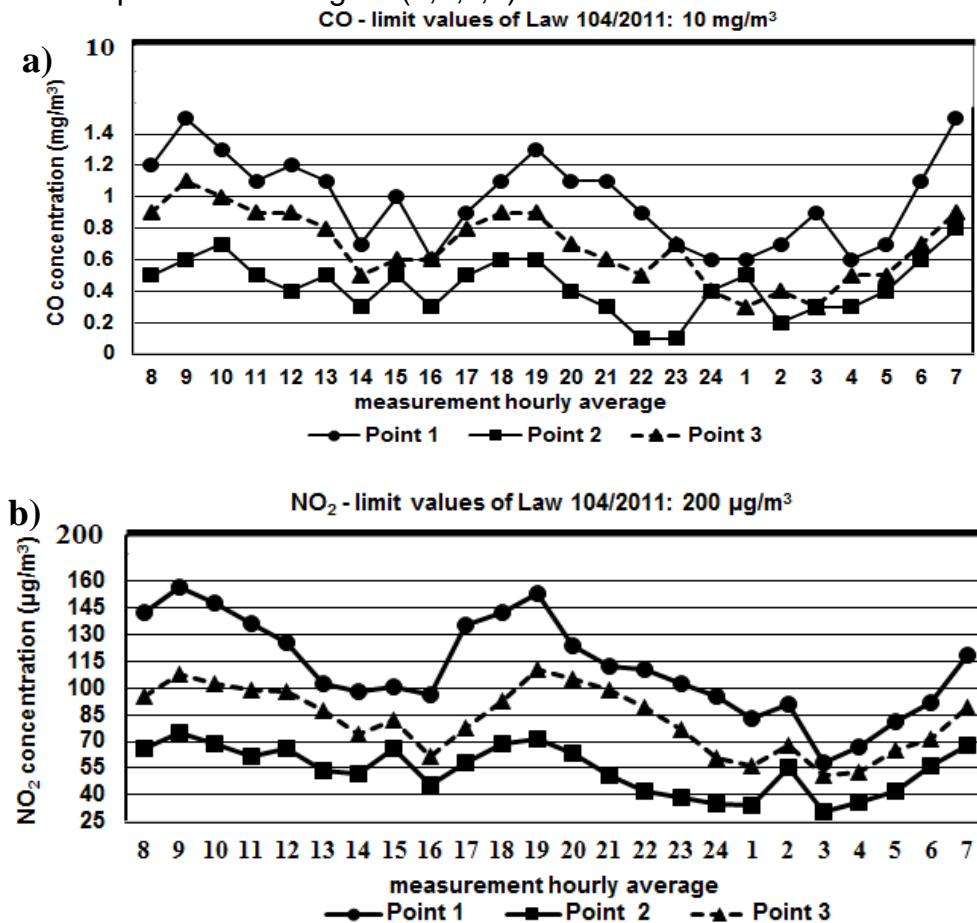 CO - limit values of Law 104/2011: 10 mg/m³
a)
CO concentration (mg/m³)
10
1.4
1.2
1
0.8
0.6
0.4
0.2
0
8 9 10 11 12 13 14 15 16 17 18 19 20 21 22 23 24 1 2 3 4 5 6 7
measurement hourly average
Point 1 Point 2 Point 3
b)
NO₂ - limit values of Law 104/2011: 200 µg/m³
NO₂ concentration (µg/m³)
200
160
145
130
115
100
85
70
55
40
25
8 9 10 11 12 13 14 15 16 17 18 19 20 21 22 23 24 1 2 3 4 5 6 7
measurement hourly average
Point 1 Point 2 Point 3